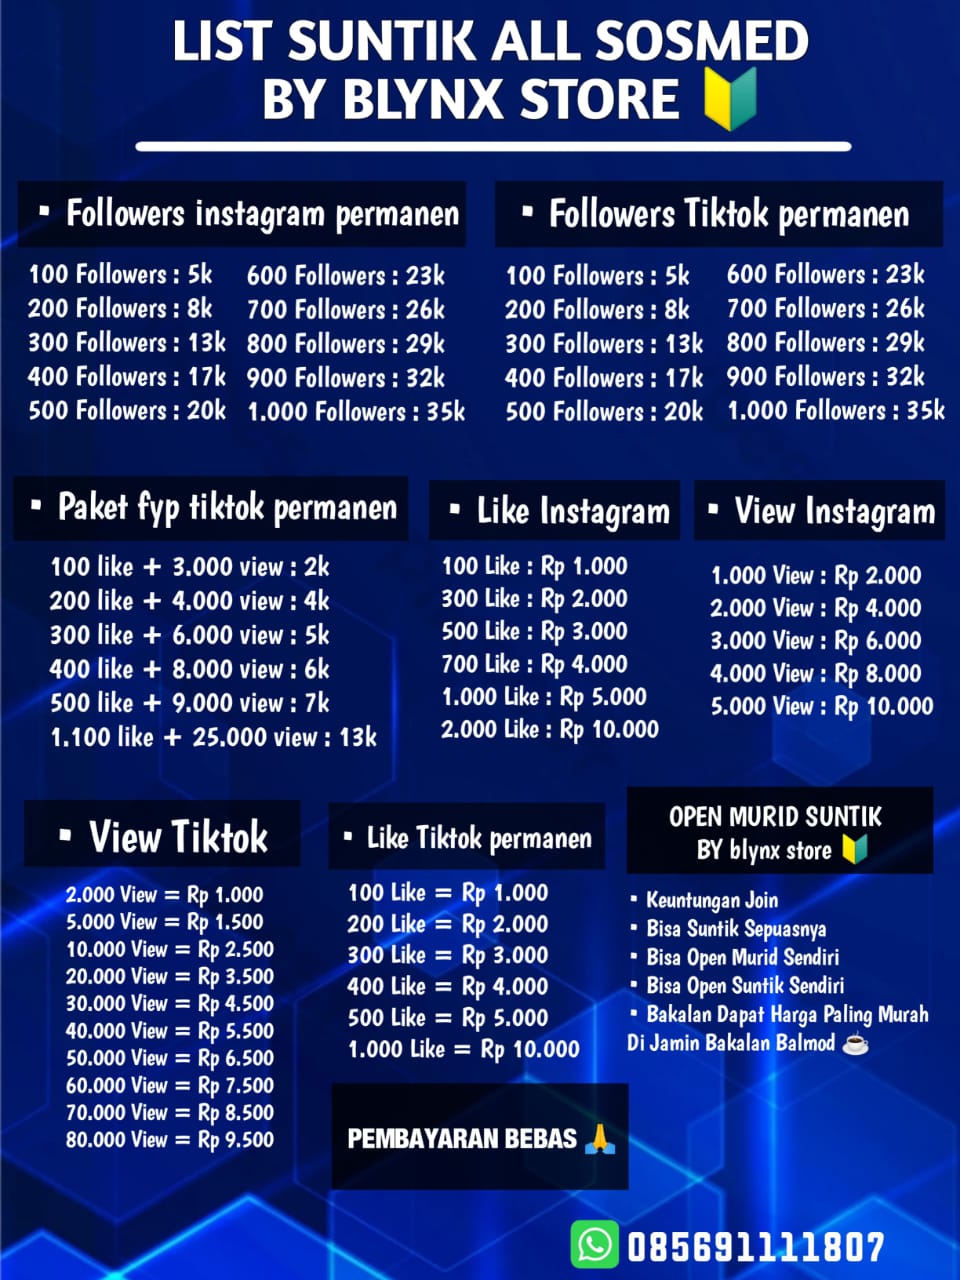 LIST SUNTIK ALL SOSMED
BY BLYNX STORE 🔰
▪ Followers instagram permanen
100 Followers : 5k
200 Followers : 8k
300 Followers : 13k
400 Followers : 17k
500 Followers : 20k
600 Followers : 23k
700 Followers : 26k
800 Followers : 29k
900 Followers : 32k
1.000 Followers : 35k
▪ Followers Tiktok permanen
100 Followers : 5k
200 Followers : 8k
300 Followers : 13k
400 Followers : 17k
500 Followers : 20k
600 Followers : 23k
700 Followers : 26k
800 Followers : 29k
900 Followers : 32k
1.000 Followers : 35k
▪ Paket fyp tiktok permanen
100 like + 3.000 view : 2k
200 like + 4.000 view : 4k
300 like + 6.000 view : 5k
400 like + 8.000 view : 6k
500 like + 9.000 view : 7k
1.100 like + 25.000 view : 13k
▪ Like Instagram
100 Like : Rp 1.000
300 Like : Rp 2.000
500 Like : Rp 3.000
700 Like : Rp 4.000
1.000 Like : Rp 5.000
2.000 Like : Rp 10.000
▪ View Instagram
1.000 View : Rp 2.000
2.000 View : Rp 4.000
3.000 View : Rp 6.000
4.000 View : Rp 8.000
5.000 View : Rp 10.000
▪ View Tiktok
2.000 View = Rp 1.000
5.000 View = Rp 1.500
10.000 View = Rp 2.500
20.000 View = Rp 3.500
30.000 View = Rp 4.500
40.000 View = Rp 5.500
50.000 View = Rp 6.500
60.000 View = Rp 7.500
70.000 View = Rp 8.500
80.000 View = Rp 9.500
▪ Like Tiktok permanen
100 Like = Rp 1.000
200 Like = Rp 2.000
300 Like = Rp 3.000
400 Like = Rp 4.000
500 Like = Rp 5.000
1.000 Like = Rp 10.000
OPEN MURID SUNTIK
BY blynx store 🔰
▪ Keuntungan Join
▪ Bisa Suntik Sepuasnya
▪ Bisa Open Murid Sendiri
▪ Bisa Open Suntik Sendiri
▪ Bakalan Dapat Harga Paling Murah
Di Jamin Bakalan Balmod ☕
PEMBAYARAN BEBAS 🙏
085691111807